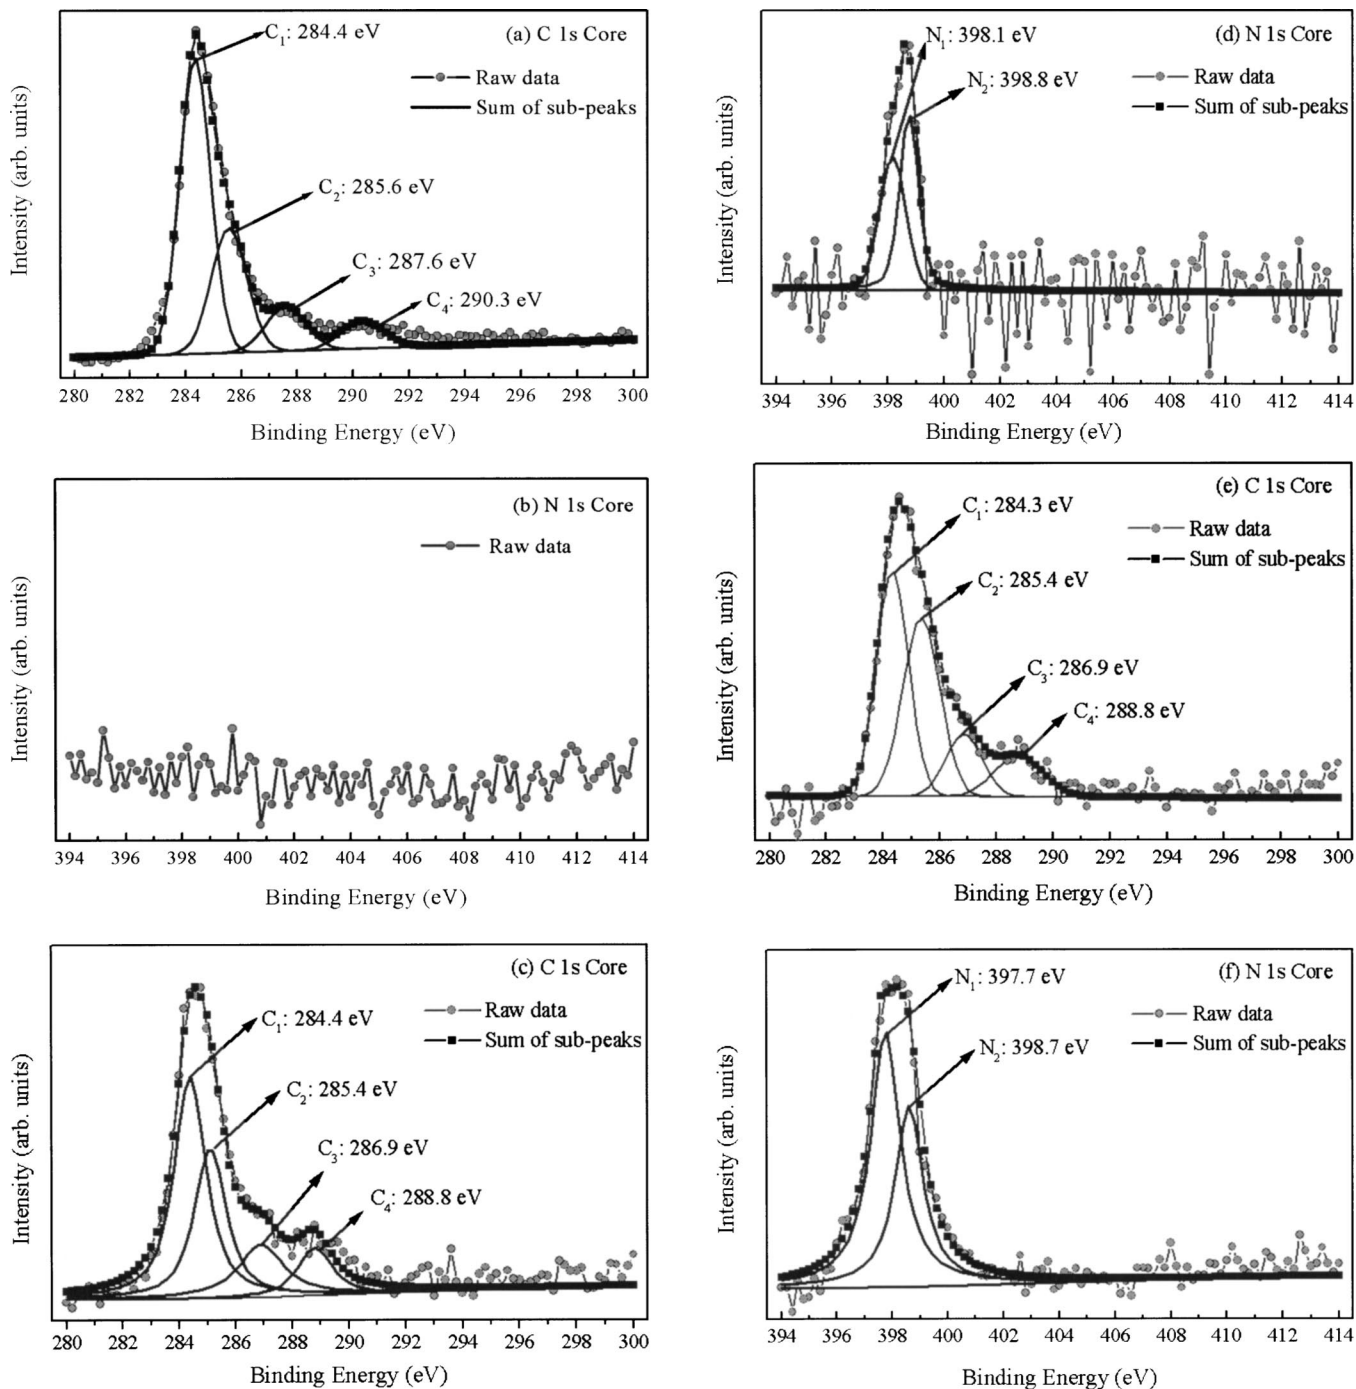 (a) C 1s Core
C1: 284.4 eV
Raw data
Sum of sub-peaks
C2: 285.6 eV
C3: 287.6 eV
C4: 290.3 eV
Intensity (arb. units)
280 282 284 286 288 290 292 294 296 298 300
Binding Energy (eV)
(d) N 1s Core
N1: 398.1 eV
N2: 398.8 eV
Raw data
Sum of sub-peaks
Intensity (arb. units)
394 396 398 400 402 404 406 408 410 412 414
Binding Energy (eV)
(b) N 1s Core
Raw data
Intensity (arb. units)
394 396 398 400 402 404 406 408 410 412 414
Binding Energy (eV)
(e) C 1s Core
C1: 284.3 eV
Raw data
Sum of sub-peaks
C2: 285.4 eV
C3: 286.9 eV
C4: 288.8 eV
Intensity (arb. units)
280 282 284 286 288 290 292 294 296 298 300
Binding Energy (eV)
(c) C 1s Core
C1: 284.4 eV
Raw data
Sum of sub-peaks
C2: 285.4 eV
C3: 286.9 eV
C4: 288.8 eV
Intensity (arb. units)
280 282 284 286 288 290 292 294 296 298 300
Binding Energy (eV)
(f) N 1s Core
N1: 397.7 eV
Raw data
Sum of sub-peaks
N2: 398.7 eV
Intensity (arb. units)
394 396 398 400 402 404 406 408 410 412 414
Binding Energy (eV)